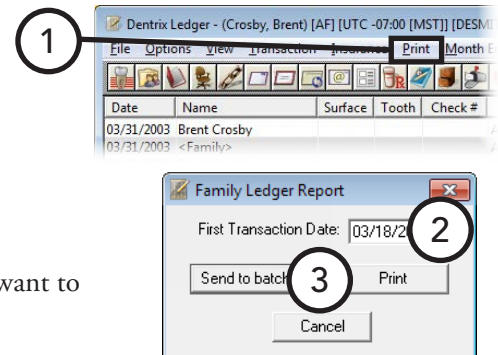 Dentrix Ledger - (Crosby, Brent) [AF] [UTC -07:00 [MST]] [DESM
1
File Options View Transaction Insurance Print Month E
Date Name Surface Tooth Check #
03/31/2003 Brent Crosby
03/31/2003 <Family>
Family Ledger Report
First Transaction Date: 03/18/2
2
want to
Send to batch
3
Print
Cancel